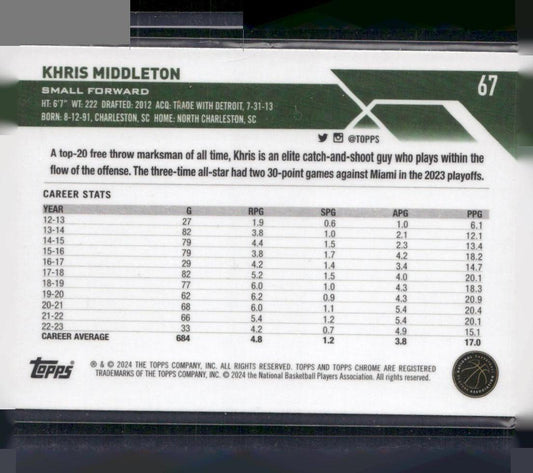 KHRIS MIDDLETON
67
SMALL FORWARD
HT: 6'7" WT: 222 DRAFTED: 2012 ACQ: TRADE WITH DETROIT, 7-31-13
BORN: 8-12-91, CHARLESTON, SC HOME: NORTH CHARLESTON, SC
@TOPPS
A top-20 free throw marksman of all time, Khris is an elite catch-and-shoot guy who plays within the
flow of the offense. The three-time all-star had two 30-point games against Miami in the 2023 playoffs.
CAREER STATS
YEAR G RPG SPG APG PPG
12-13 27 1.9 0.6 1.0 6.1
13-14 82 3.8 1.0 2.1 12.1
14-15 79 4.4 1.5 2.3 13.4
15-16 79 3.8 1.7 4.2 18.2
16-17 29 4.2 1.4 3.4 14.7
17-18 82 5.2 1.5 4.0 20.1
18-19 77 6.0 1.0 4.3 18.3
19-20 62 6.2 0.9 4.3 20.9
20-21 68 6.0 1.1 5.4 20.4
21-22 66 5.4 1.2 5.4 20.1
22-23 33 4.2 0.7 4.9 15.1
CAREER AVERAGE 684 4.8 1.2 3.8 17.0
Topps
® & © 2024 THE TOPPS COMPANY, INC. ALL RIGHTS RESERVED. TOPPS AND TOPPS CHROME ARE REGISTERED
TRADEMARKS OF THE TOPPS COMPANY, INC. © 2024 the National Basketball Players Association. All rights reserved.